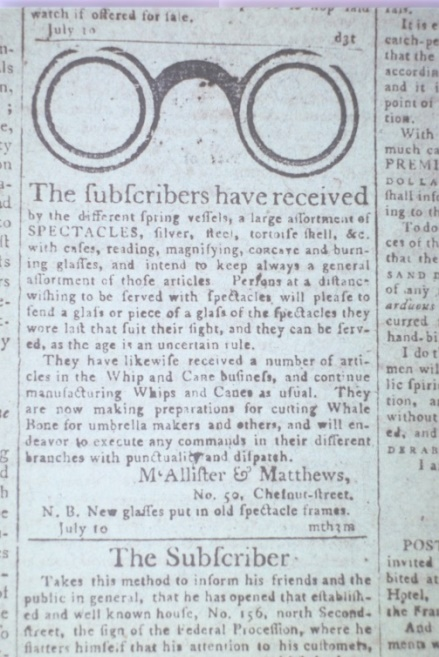 watch if offered for sale.
July 10 d3t
The ſubſcribers have received
by the different ſpring veſſels, a large aſſortment of
SPECTACLES, ſilver, ſteel, tortoiſe ſhell, &c.
with caſes, reading, magnifying, concave and burn-
ing glaſſes, and intend to keep always a general
aſſortment of thoſe articles. Perſons at a diſtance
wiſhing to be ſerved with ſpectacles will pleaſe to
ſend a glaſs or piece of a glaſs of the ſpectacles they
wore laſt that ſuit their ſight, and they can be ſerv-
ed, as the age is an uncertain rule.
They have likewiſe received a number of arti-
cles in the Whip and Cane buſineſs, and continue
manufacturing Whips and Canes as uſual. They
are now making preparations for cutting Whale
Bone for umbrella makers and others, and will en-
deavor to execute any commands in their different
branches with punctuality and diſpatch.
M‘Alliſter & Matthews,
No. 50, Cheſnut-ſtreet.
N. B. New glaſſes put in old ſpectacle frames.
July 10 mth3m
The Subſcriber
Takes this method to inform his friends and the
public in general, that he has opened that eſtabliſh-
ed and well known houſe, No. 156, north Second-
ſtreet, the ſign of the Federal Proceſſion, where he
flatters himſelf that his attention to his cuſtomers,
It is
catch-pe
that the
accordin
and it i
point of
tion.
With
much ca
PREMI
DOLLA
ſhall inf
ing to th
To do
ces of th
that the
SAND D
of any
arduous
curred
hand-bi
I do t
men wil
lic ſpiri
tion, a
without
ed, and
DERAB
I a
POST
invited
bited at
Hotel,
the Fran
And
ments w